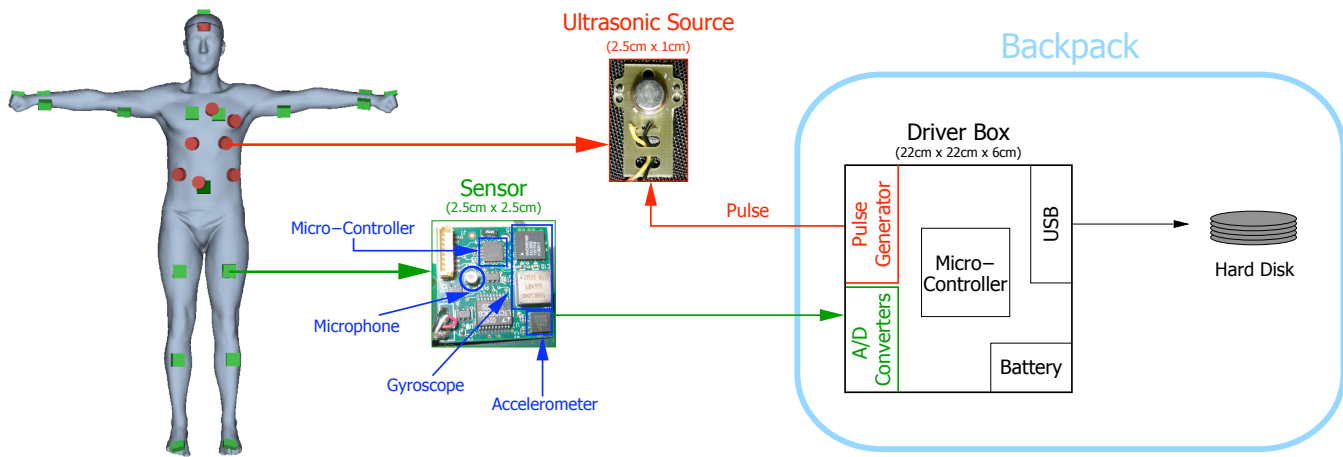 Ultrasonic Source
(2.5cm x 1cm)
Backpack
Driver Box
(22cm x 22cm x 6cm)
Sensor
(2.5cm x 2.5cm)
Micro-Controller
Microphone
Gyroscope
Accelerometer
Pulse
Pulse
Generator
A/D
Converters
Micro-
Controller
USB
Battery
Hard Disk